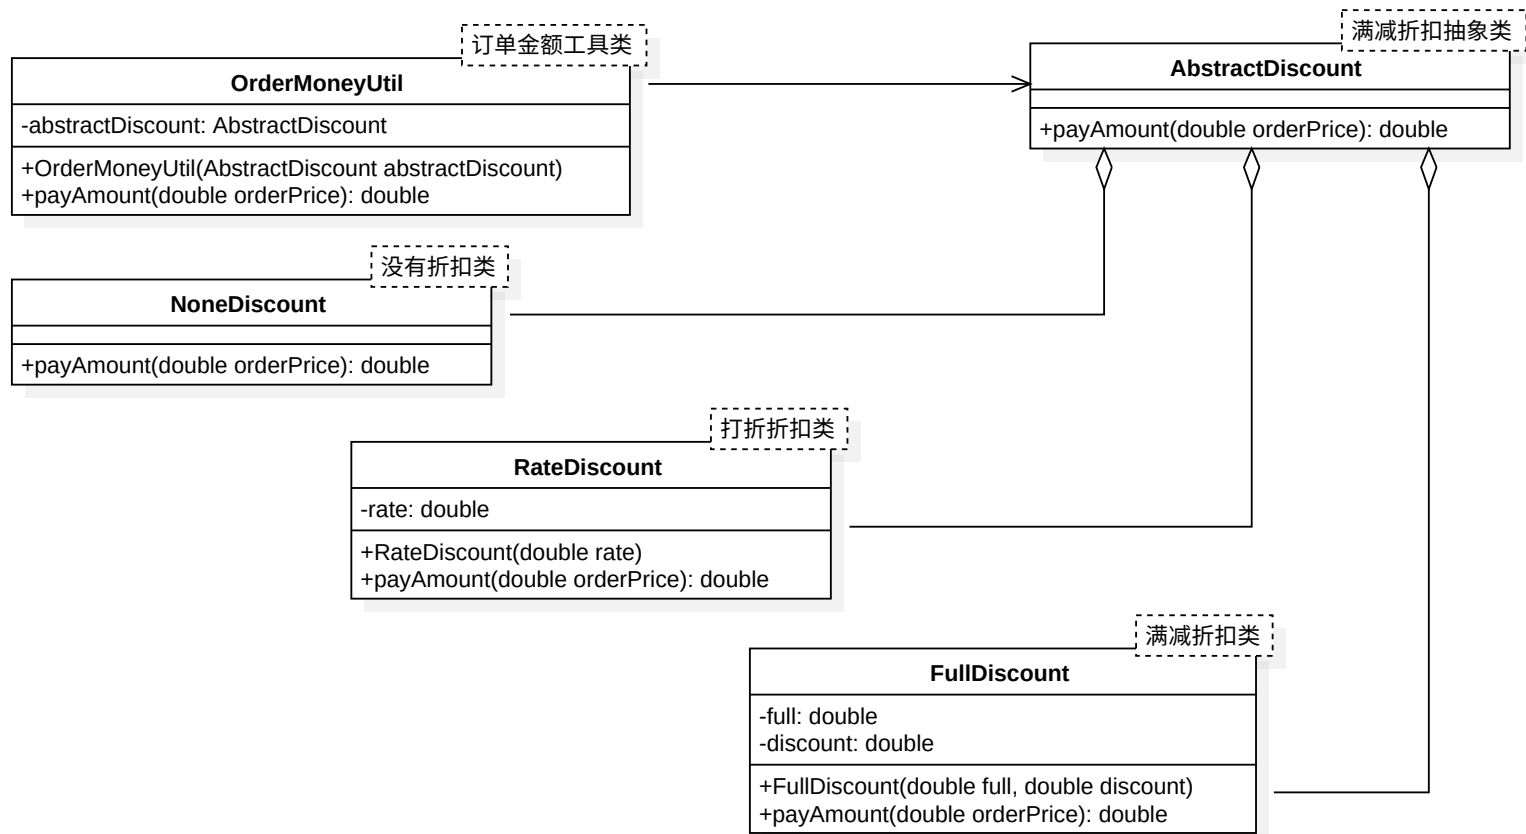 订单金额工具类
OrderMoneyUtil
-abstractDiscount: AbstractDiscount
+OrderMoneyUtil(AbstractDiscount abstractDiscount)
+payAmount(double orderPrice): double
满减折扣抽象类
AbstractDiscount
+payAmount(double orderPrice): double
没有折扣类
NoneDiscount
+payAmount(double orderPrice): double
打折折扣类
RateDiscount
-rate: double
+RateDiscount(double rate)
+payAmount(double orderPrice): double
满减折扣类
FullDiscount
-full: double
-discount: double
+FullDiscount(double full, double discount)
+payAmount(double orderPrice): double